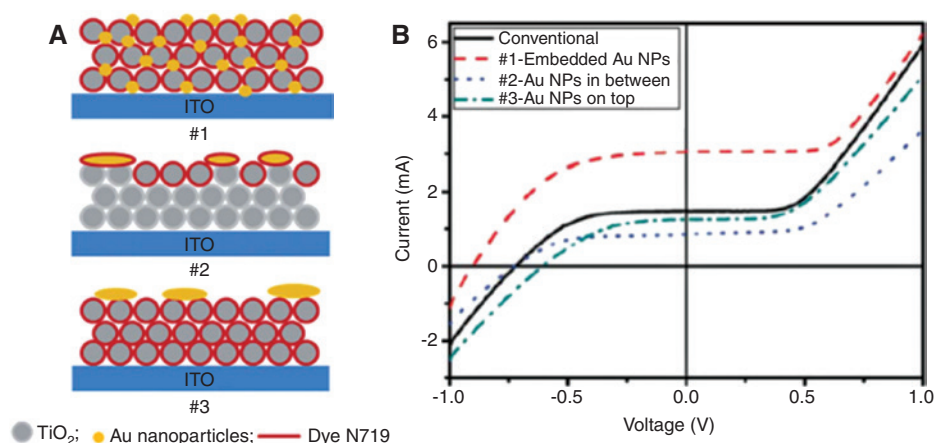 A
ITO
#1
ITO
#2
ITO
#3
TiO₂; Au nanoparticles; Dye N719
B
Conventional
#1-Embedded Au NPs
#2-Au NPs in between
#3-Au NPs on top
6
4
2
0
-2
Current (mA)
-1.0 -0.5 0.0 0.5 1.0
Voltage (V)